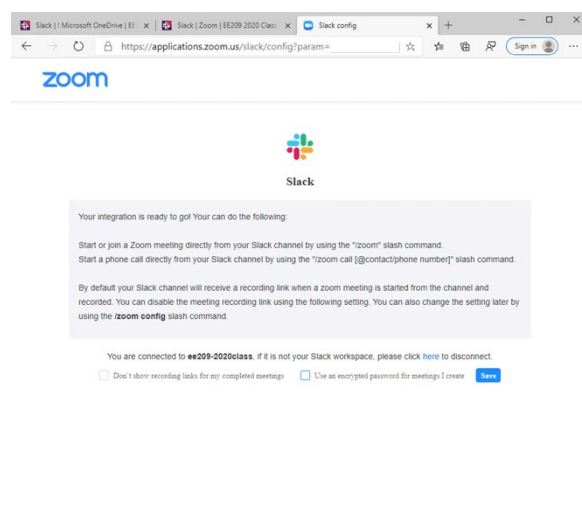 Slack | ! Microsoft OneDrive | EE
Slack | Zoom | EE209 2020 Class
Slack config
https://applications.zoom.us/slack/config?param=
Sign in
zoom
Slack
Your integration is ready to go! Your can do the following:
Start or join a Zoom meeting directly from your Slack channel by using the "/zoom" slash command.
Start a phone call directly from your Slack channel by using the "/zoom call [@contact/phone number]" slash command.
By default your Slack channel will receive a recording link when a zoom meeting is started from the channel and
recorded. You can disable the meeting recording link using the following setting. You can also change the setting later by
using the /zoom config slash command.
You are connected to ee209-2020class, if it is not your Slack workspace, please click here to disconnect.
Don't show recording links for my completed meetings Use an encrypted password for meetings I create Save